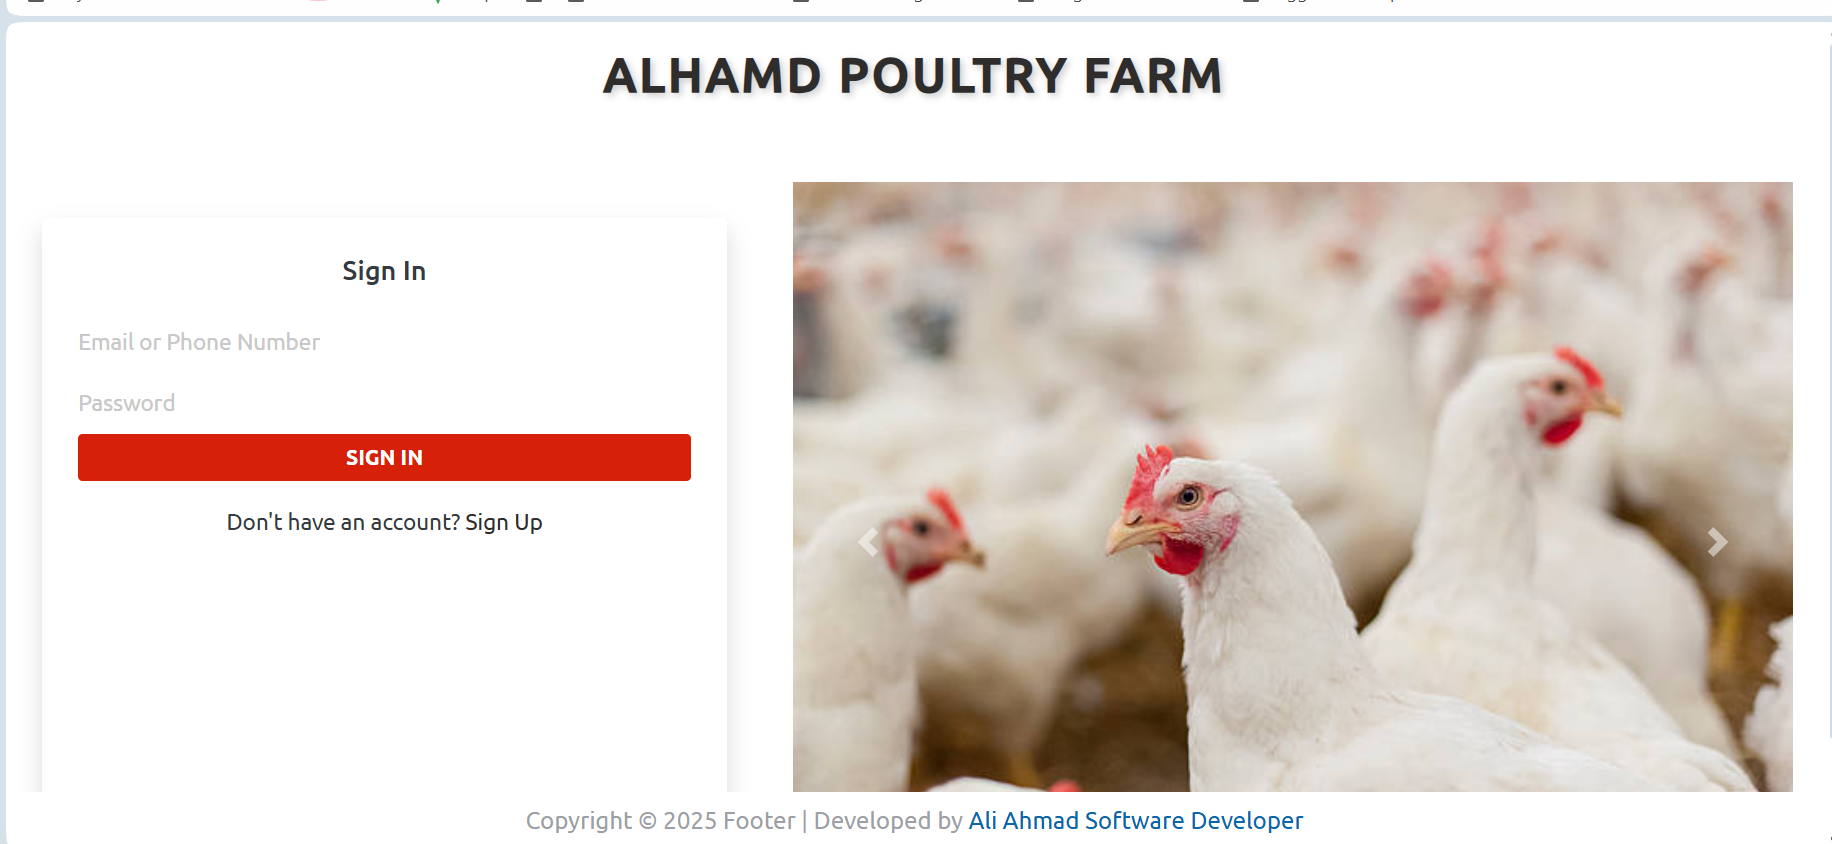 ALHAMD POULTRY FARM
Sign In
Email or Phone Number
Password
SIGN IN
Don't have an account? Sign Up
Copyright © 2025 Footer | Developed by Ali Ahmad Software Developer